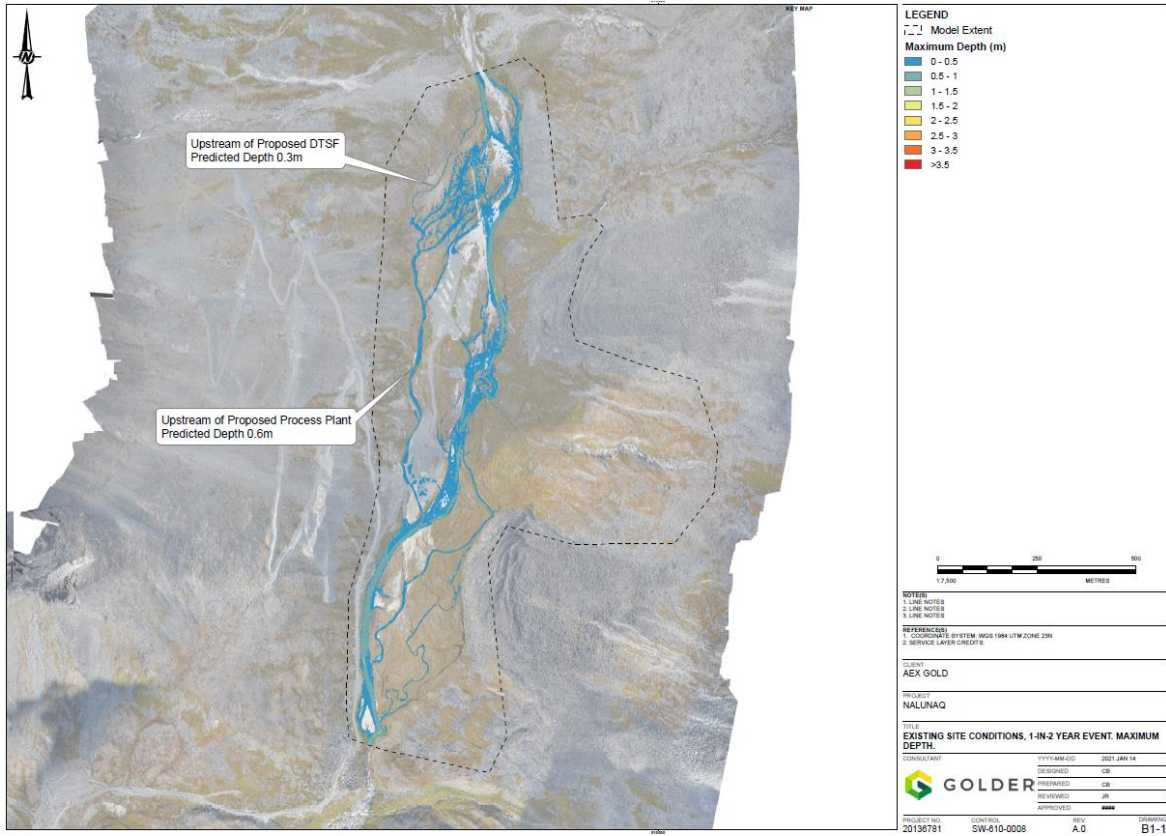 KEY MAP
N
Upstream of Proposed DTSF
Predicted Depth 0.3m
Upstream of Proposed Process Plant
Predicted Depth 0.6m
LEGEND
Model Extent
Maximum Depth (m)
0 - 0.5
0.5 - 1
1 - 1.5
1.5 - 2
2 - 2.5
2.5 - 3
3 - 3.5
>3.5
0 250 500
1:7,500 METRES
NOTE(S)
1. LINE NOTES
2. LINE NOTES
3. LINE NOTES
REFERENCE(S)
1. COORDINATE SYSTEM: WGS 1984 UTM ZONE 23N
2. SERVICE LAYER CREDITS:
CLIENT
AEX GOLD
PROJECT
NALUNAQ
TITLE
EXISTING SITE CONDITIONS, 1-IN-2 YEAR EVENT. MAXIMUM
DEPTH.
CONSULTANT
GOLDER
YYYY-MM-DD 2021 JAN 14
DESIGNED CB
PREPARED CB
REVIEWED JR
APPROVED ####
PROJECT NO. CONTROL REV. DRAWING
20136781 SW-610-0008 A.0 B1-1